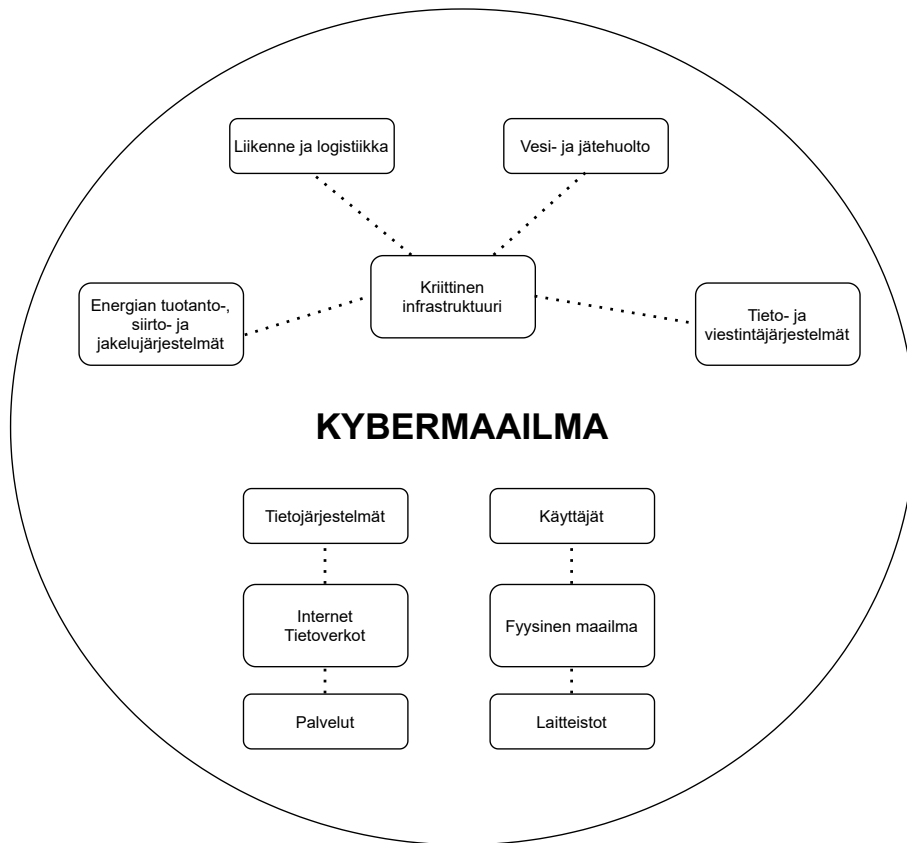 Liikenne ja logistiikka
Vesi- ja jätehuolto
Kriittinen
infrastruktuuri
Energian tuotanto-,
siirto- ja
jakelujärjestelmät
Tieto- ja
viestintäjärjestelmät
KYBERMAAILMA
Tietojärjestelmät
Käyttäjät
Internet
Tietoverkot
Fyysinen maailma
Palvelut
Laitteistot